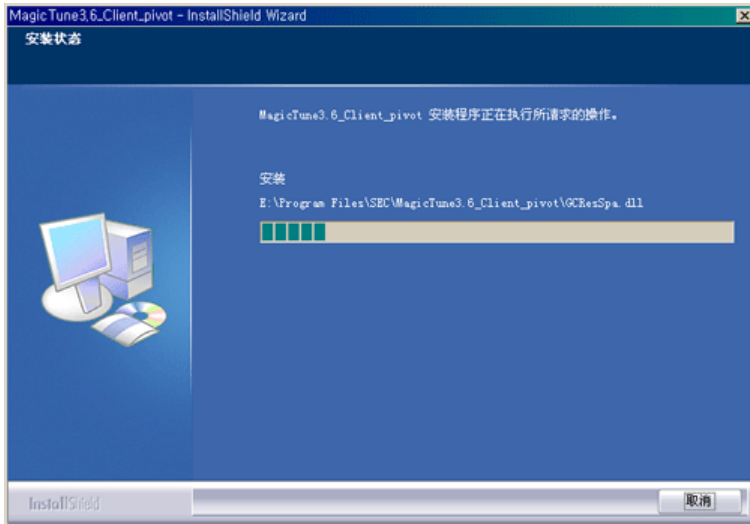 MagicTune3,6_Client_pivot - InstallShield Wizard
安装状态
MagicTune3.6_Client_pivot 安装程序正在执行所请求的操作。
安装
E:\Program Files\SEC\MagicTune3.6_Client_pivot\GCResSpa.dll
InstallShield
取消